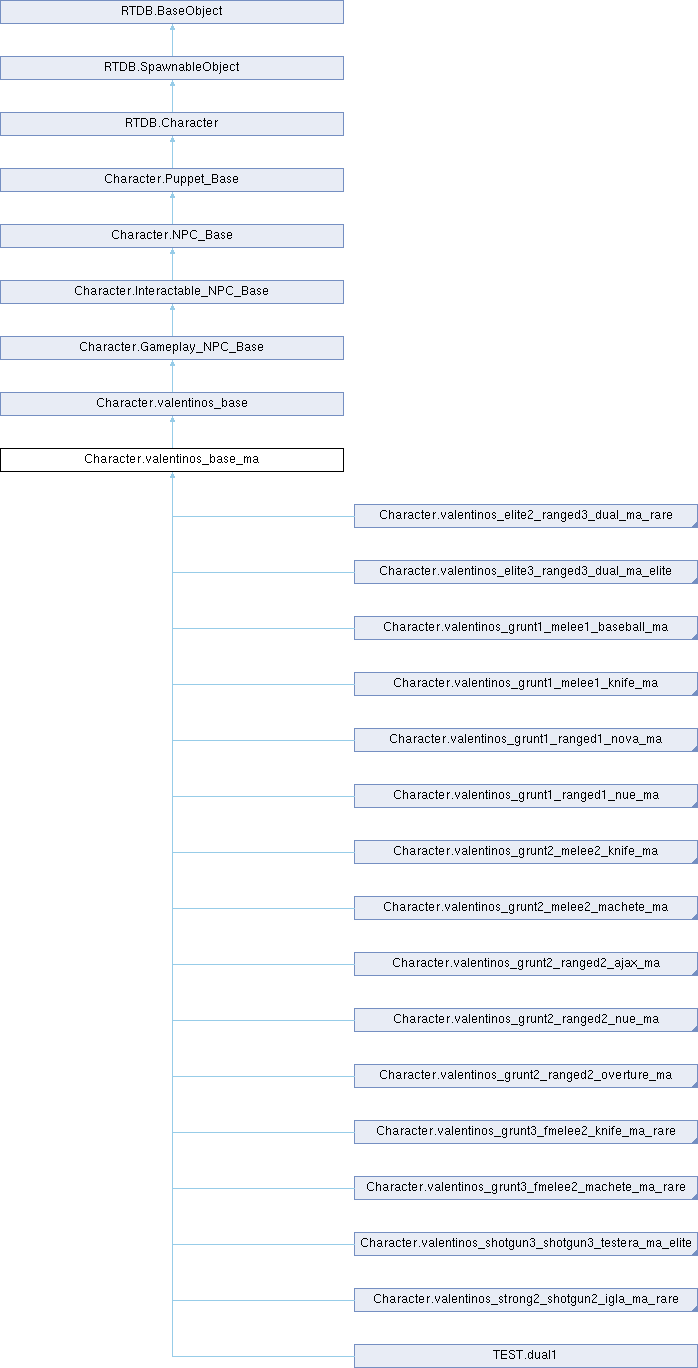 RTDB.BaseObject
RTDB.SpawnableObject
RTDB.Character
Character.Puppet_Base
Character.NPC_Base
Character.Interactable_NPC_Base
Character.Gameplay_NPC_Base
Character.valentinos_base
Character.valentinos_base_ma
Character.valentinos_elite2_ranged3_dual_ma_rare
Character.valentinos_elite3_ranged3_dual_ma_elite
Character.valentinos_grunt1_melee1_baseball_ma
Character.valentinos_grunt1_melee1_knife_ma
Character.valentinos_grunt1_ranged1_nova_ma
Character.valentinos_grunt1_ranged1_nue_ma
Character.valentinos_grunt2_melee2_knife_ma
Character.valentinos_grunt2_melee2_machete_ma
Character.valentinos_grunt2_ranged2_ajax_ma
Character.valentinos_grunt2_ranged2_nue_ma
Character.valentinos_grunt2_ranged2_overture_ma
Character.valentinos_grunt3_fmelee2_knife_ma_rare
Character.valentinos_grunt3_fmelee2_machete_ma_rare
Character.valentinos_shotgun3_shotgun3_testera_ma_elite
Character.valentinos_strong2_shotgun2_igla_ma_rare
TEST.dual1